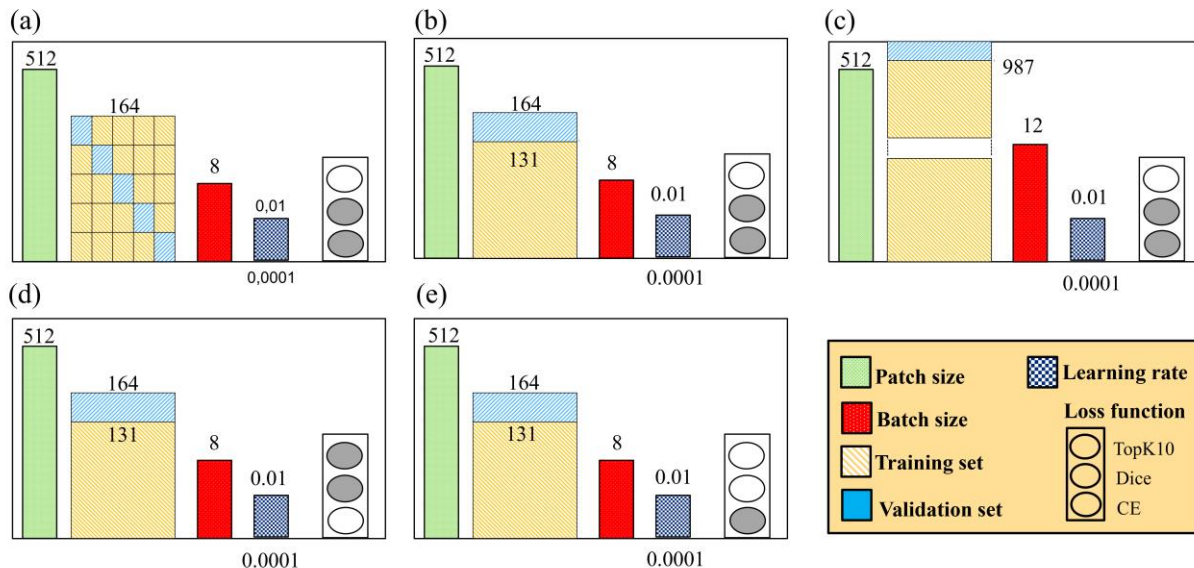 (a)
512
164
8
0,01
0,0001
(b)
512
164
131
8
0.01
0.0001
(c)
512
987
12
0.01
0.0001
(d)
512
164
131
8
0.01
0.0001
(e)
512
164
131
8
0.01
0.0001
Patch size
Batch size
Training set
Validation set
Learning rate
Loss function
TopK10
Dice
CE